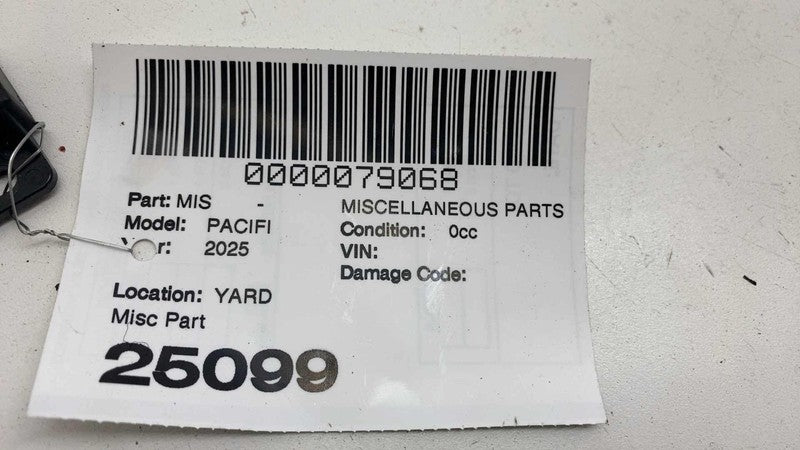 0000079068
Part: MIS - MISCELLANEOUS PARTS
Model: PACIFI Condition: 0cc
r: 2025 VIN:
Damage Code:
Location: YARD
Misc Part
25099